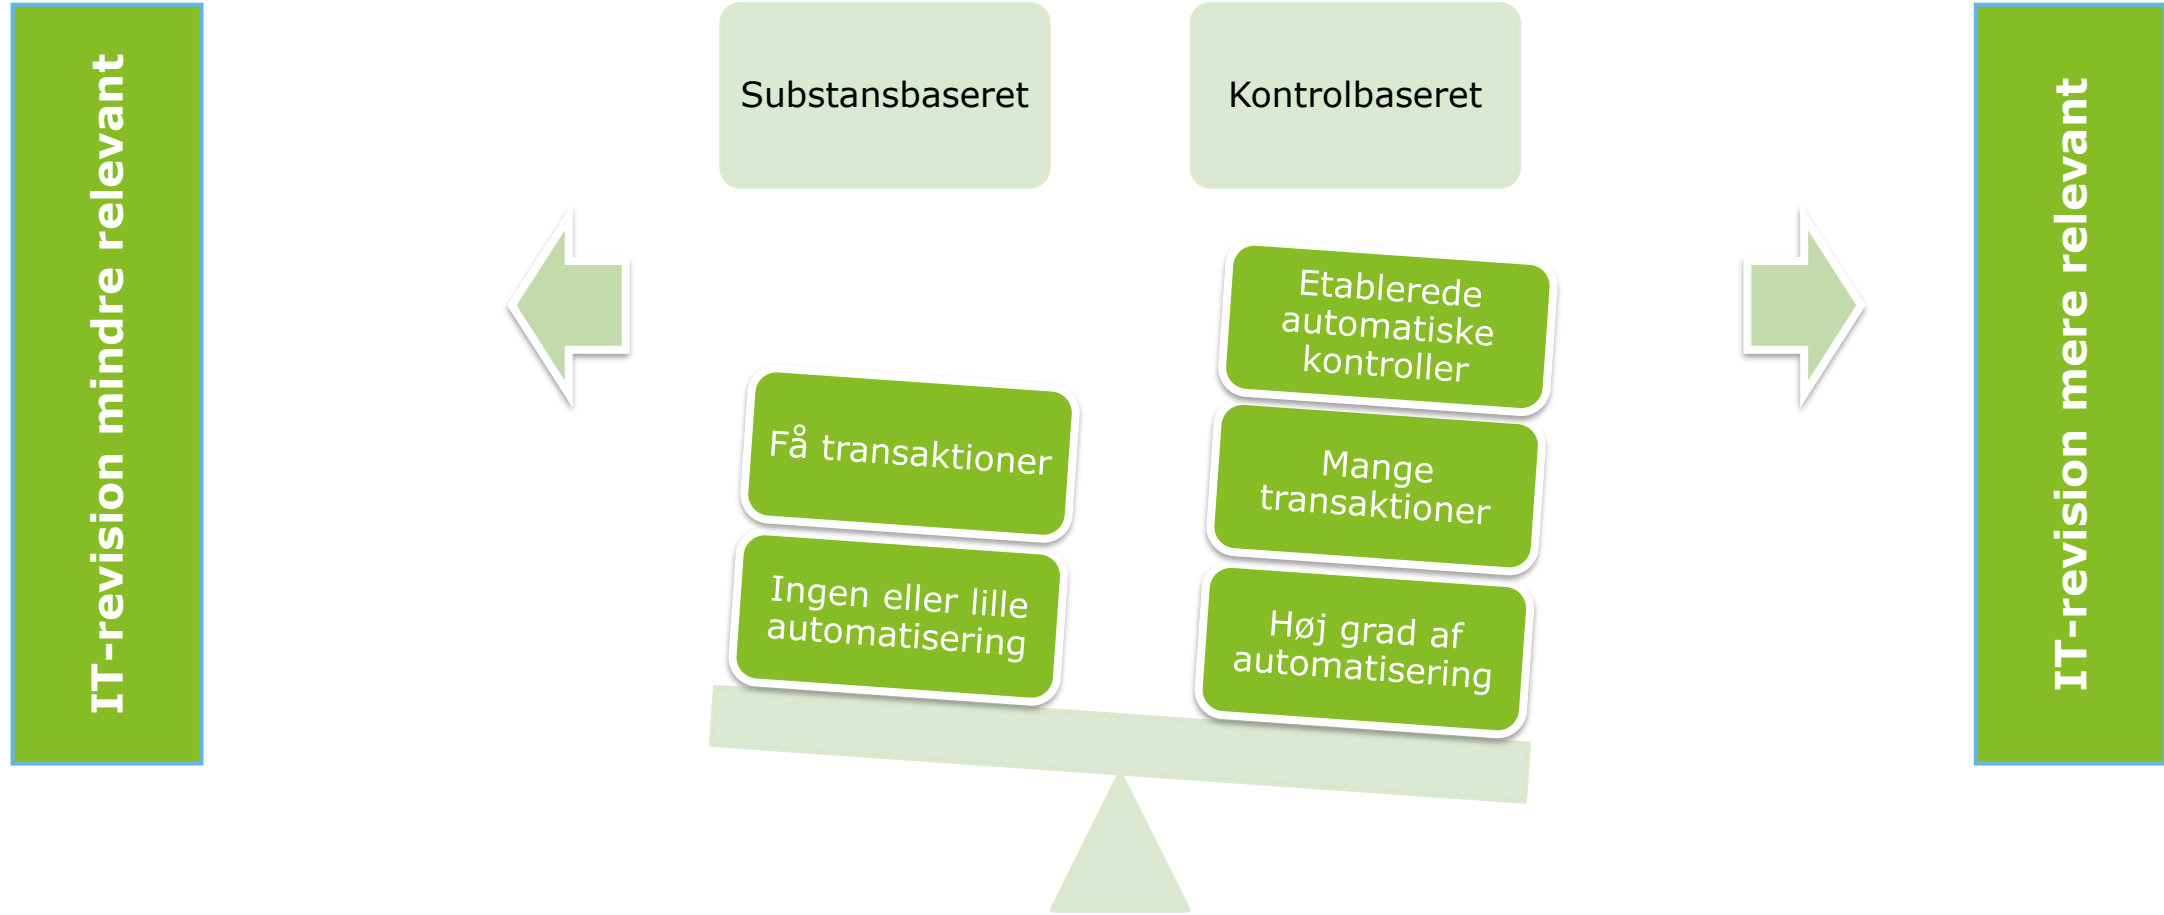 IT-revision mindre relevant
Substansbaseret
Kontrolbaseret
Få transaktioner
Ingen eller lille
automatisering
Etablerede
automatiske
kontroller
Mange
transaktioner
Høj grad af
automatisering
IT-revision mere relevant